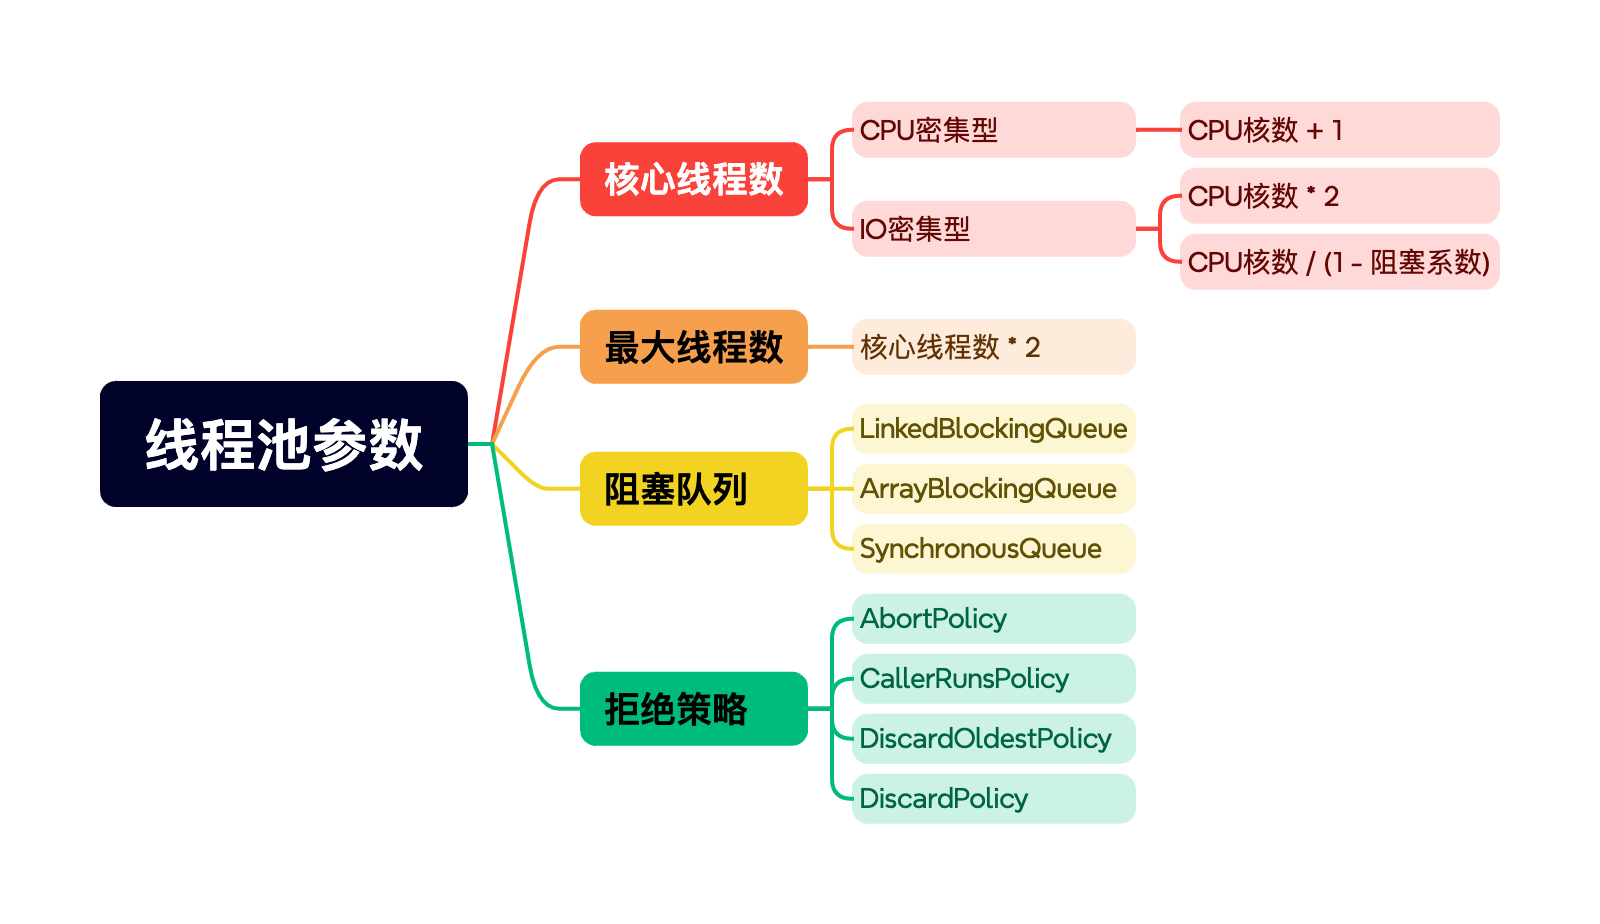 线程池参数
核心线程数
CPU密集型
CPU核数 + 1
IO密集型
CPU核数 * 2
CPU核数 / (1 - 阻塞系数)
最大线程数
核心线程数 * 2
阻塞队列
LinkedBlockingQueue
ArrayBlockingQueue
SynchronousQueue
拒绝策略
AbortPolicy
CallerRunsPolicy
DiscardOldestPolicy
DiscardPolicy